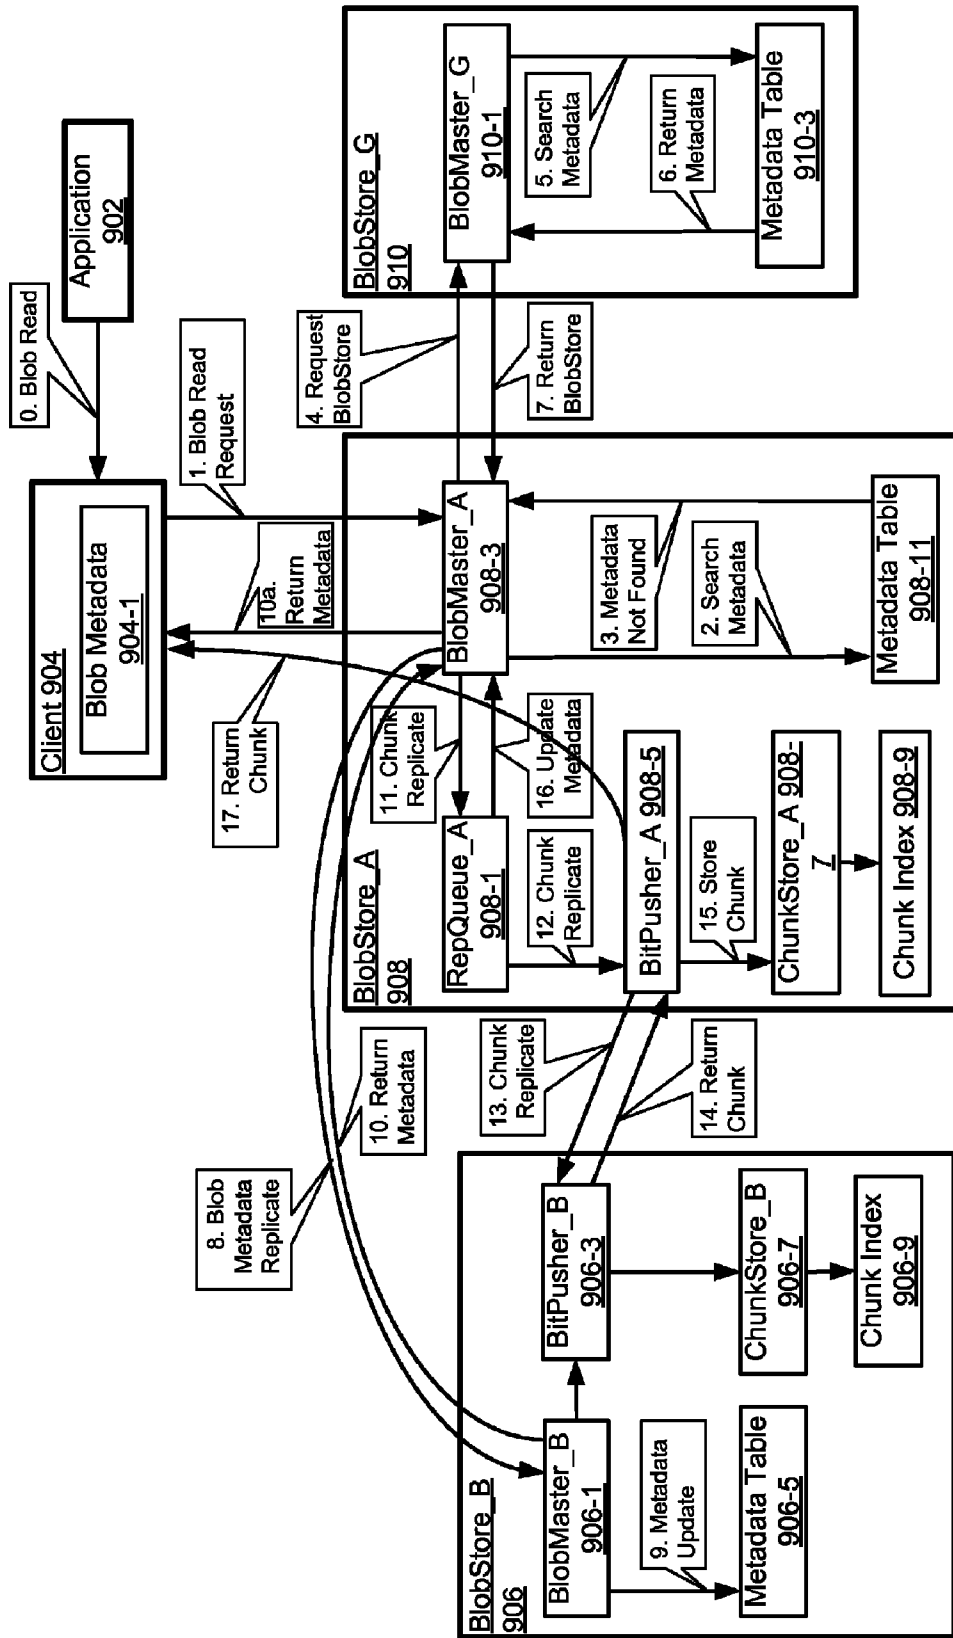 Application
902
0. Blob Read
Client 904
Blob Metadata
904-1
1. Blob Read
Request
10a.
Return
Metadata
17. Return
Chunk
BlobStore_G
910
BlobMaster_G
910-1
5. Search
Metadata
6. Return
Metadata
Metadata Table
910-3
4. Request
BlobStore
7. Return
BlobStore
BlobStore_A
908
BlobMaster_A
908-3
3. Metadata
Not Found
2. Search
Metadata
Metadata Table
908-11
11. Chunk
Replicate
16. Update
Metadata
RepQueue_A
908-1
12. Chunk
Replicate
BitPusher_A 908-5
15. Store
Chunk
ChunkStore_A 908-
7
Chunk Index 908-9
8. Blob
Metadata
Replicate
10. Return
Metadata
13. Chunk
Replicate
14. Return
Chunk
BlobStore_B
906
BlobMaster_B
906-1
9. Metadata
Update
Metadata Table
906-5
BitPusher_B
906-3
ChunkStore_B
906-7
Chunk Index
906-9